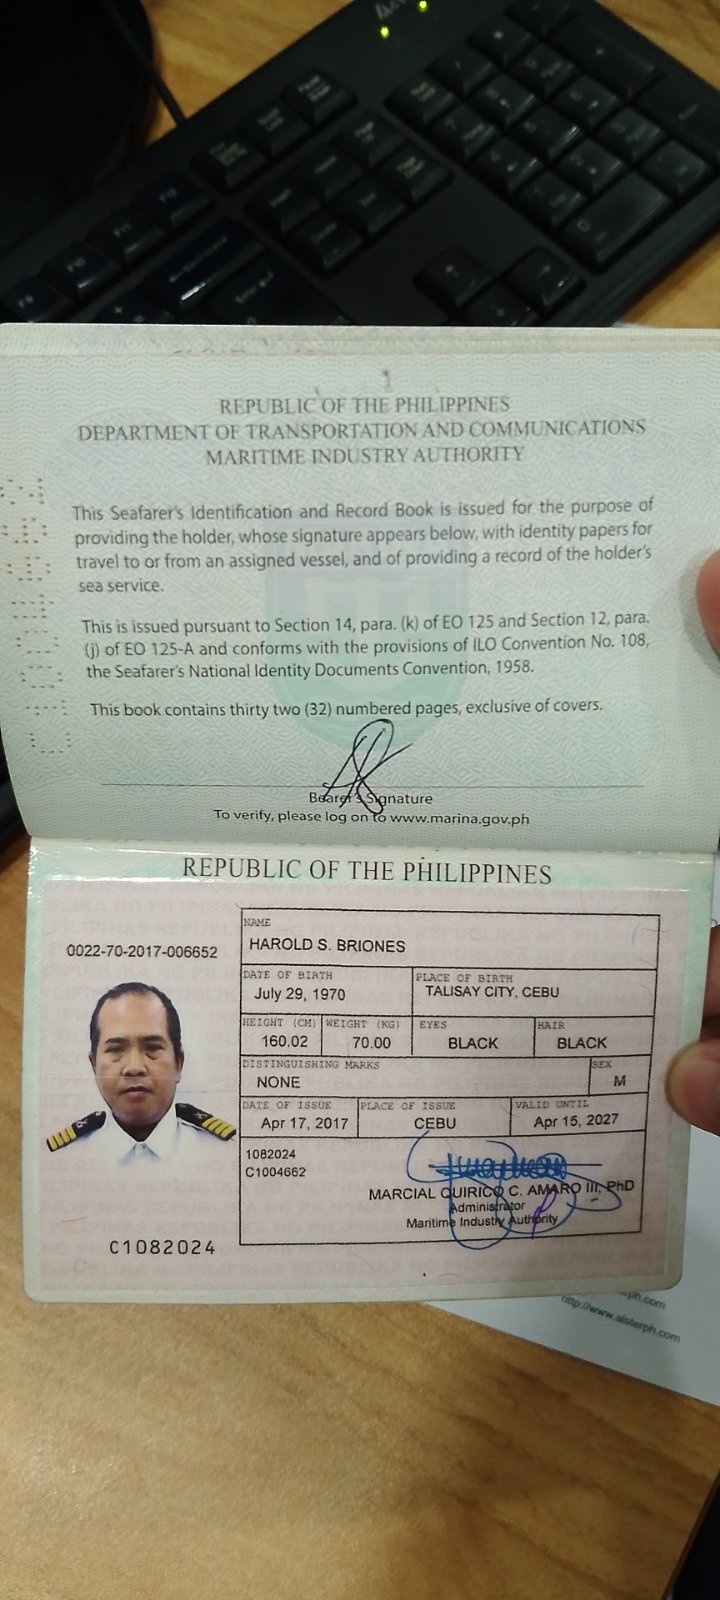 1
REPUBLIC OF THE PHILIPPINES
DEPARTMENT OF TRANSPORTATION AND COMMUNICATIONS
MARITIME INDUSTRY AUTHORITY
This Seafarer's Identification and Record Book is issued for the purpose of
providing the holder, whose signature appears below, with identity papers for
travel to or from an assigned vessel, and of providing a record of the holder's
sea service.
This is issued pursuant to Section 14, para. (k) of EO 125 and Section 12, para.
(j) of EO 125-A and conforms with the provisions of ILO Convention No. 108,
the Seafarer's National Identity Documents Convention, 1958.
This book contains thirty two (32) numbered pages, exclusive of covers.
Bearer's Signature
To verify, please log on to www.marina.gov.ph
REPUBLIC OF THE PHILIPPINES
0022-70-2017-006652
NAME
HAROLD S. BRIONES
DATE OF BIRTH PLACE OF BIRTH
July 29, 1970 TALISAY CITY, CEBU
HEIGHT (CM) WEIGHT (KG) EYES HAIR
160.02 70.00 BLACK BLACK
DISTINGUISHING MARKS SEX
NONE M
DATE OF ISSUE PLACE OF ISSUE VALID UNTIL
Apr 17, 2017 CEBU Apr 15, 2027
1082024
C1004662
MARCIAL QUIRICO C. AMARO III, PhD
Administrator
Maritime Industry Authority
C1082024
http://www.alsterph.com